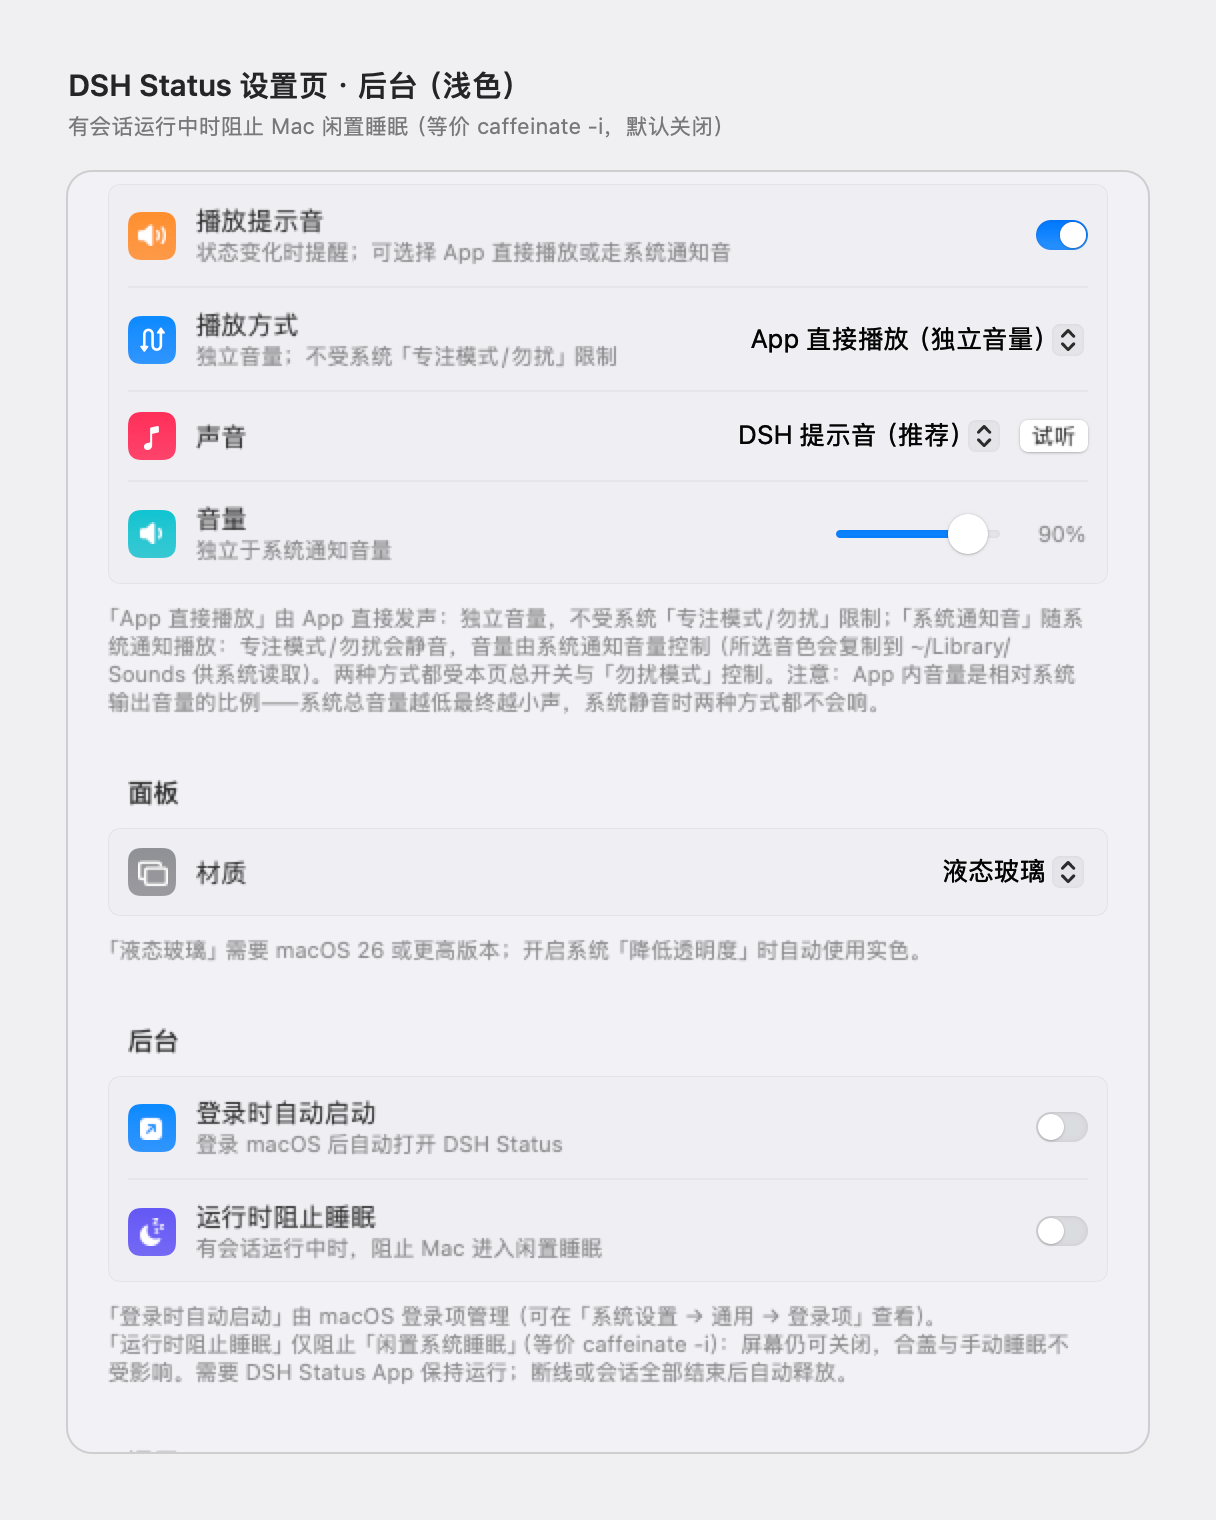 DSH Status 设置页 · 后台（浅色）
有会话运行中时阻止 Mac 闲置睡眠（等价 caffeinate -i，默认关闭）
播放提示音
状态变化时提醒；可选择 App 直接播放或走系统通知音
播放方式
独立音量；不受系统「专注模式/勿扰」限制
App 直接播放（独立音量）
声音
DSH 提示音（推荐）
试听
音量
独立于系统通知音量
90%
「App 直接播放」由 App 直接发声：独立音量，不受系统「专注模式/勿扰」限制；「系统通知音」随系
统通知播放：专注模式/勿扰会静音，音量由系统通知音量控制（所选音色会复制到 ~/Library/
Sounds 供系统读取）。两种方式都受本页总开关与「勿扰模式」控制。注意：App 内音量是相对系统
输出音量的比例——系统总音量越低最终越小声，系统静音时两种方式都不会响。
面板
材质
液态玻璃
「液态玻璃」需要 macOS 26 或更高版本；开启系统「降低透明度」时自动使用实色。
后台
登录时自动启动
登录 macOS 后自动打开 DSH Status
运行时阻止睡眠
有会话运行中时，阻止 Mac 进入闲置睡眠
「登录时自动启动」由 macOS 登录项管理（可在「系统设置 → 通用 → 登录项」查看）。
「运行时阻止睡眠」仅阻止「闲置系统睡眠」（等价 caffeinate -i）：屏幕仍可关闭，合盖与手动睡眠不
受影响。需要 DSH Status App 保持运行；断线或会话全部结束后自动释放。